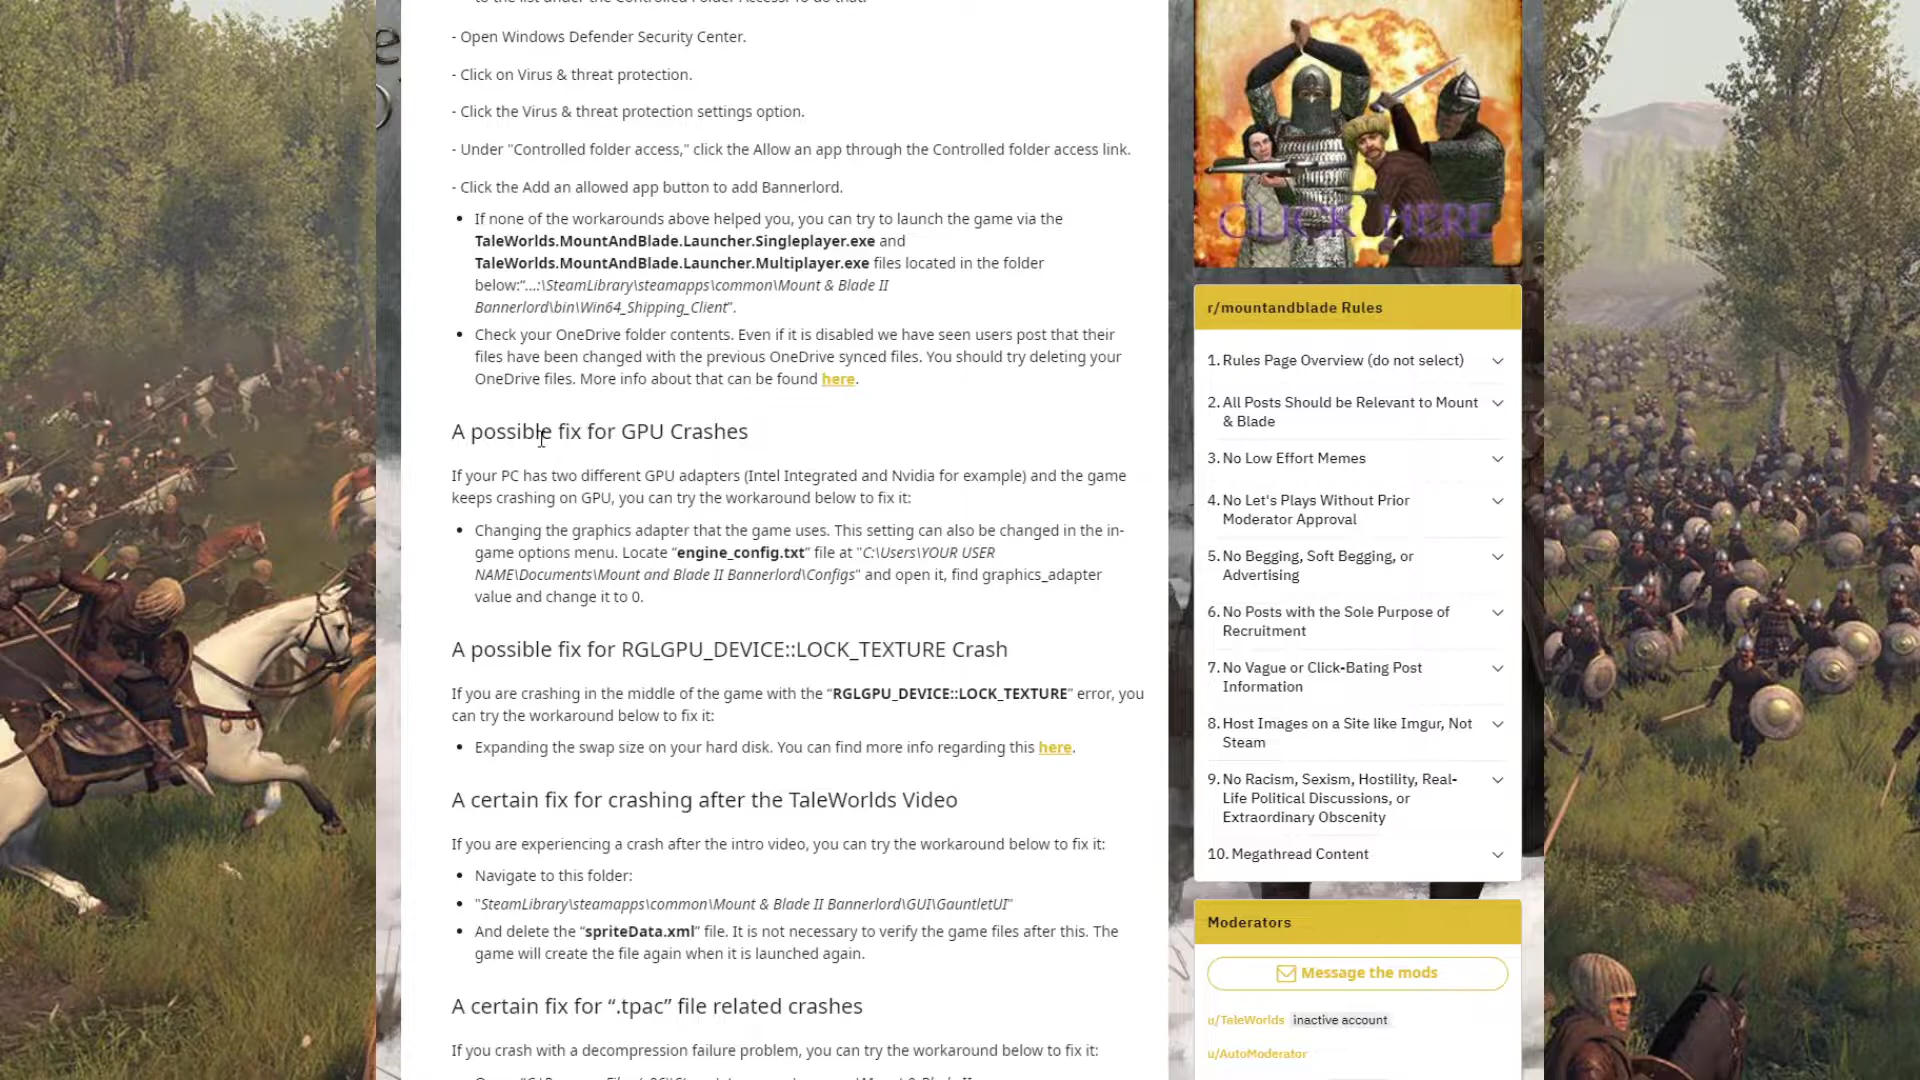 - Open Windows Defender Security Center.
- Click on Virus & threat protection.
- Click the Virus & threat protection settings option.
- Under "Controlled folder access," click the Allow an app through the Controlled folder access link.
- Click the Add an allowed app button to add Bannerlord.
• If none of the workarounds above helped you, you can try to launch the game via the
TaleWorlds.MountAndBlade.Launcher.Singleplayer.exe and
TaleWorlds.MountAndBlade.Launcher.Multiplayer.exe files located in the folder
below:“...:\SteamLibrary\steamapps\common\Mount & Blade II
Bannerlord\bin\Win64_Shipping_Client”.
• Check your OneDrive folder contents. Even if it is disabled we have seen users post that their
files have been changed with the previous OneDrive synced files. You should try deleting your
OneDrive files. More info about that can be found here.
A possible fix for GPU Crashes
If your PC has two different GPU adapters (Intel Integrated and Nvidia for example) and the game
keeps crashing on GPU, you can try the workaround below to fix it:
• Changing the graphics adapter that the game uses. This setting can also be changed in the in-
game options menu. Locate “engine_config.txt” file at "C:\Users\YOUR USER
NAME\Documents\Mount and Blade II Bannerlord\Configs" and open it, find graphics_adapter
value and change it to 0.
A possible fix for RGLGPU_DEVICE::LOCK_TEXTURE Crash
If you are crashing in the middle of the game with the “RGLGPU_DEVICE::LOCK_TEXTURE” error, you
can try the workaround below to fix it:
• Expanding the swap size on your hard disk. You can find more info regarding this here.
A certain fix for crashing after the TaleWorlds Video
If you are experiencing a crash after the intro video, you can try the workaround below to fix it:
• Navigate to this folder:
• "SteamLibrary\steamapps\common\Mount & Blade II Bannerlord\GUI\GauntletUI"
• And delete the “spriteData.xml” file. It is not necessary to verify the game files after this. The
game will create the file again when it is launched again.
A certain fix for “.tpac” file related crashes
If you crash with a decompression failure problem, you can try the workaround below to fix it:
CLICK HERE
r/mountandblade Rules
1. Rules Page Overview (do not select)
2. All Posts Should be Relevant to Mount
& Blade
3. No Low Effort Memes
4. No Let's Plays Without Prior
Moderator Approval
5. No Begging, Soft Begging, or
Advertising
6. No Posts with the Sole Purpose of
Recruitment
7. No Vague or Click-Bating Post
Information
8. Host Images on a Site like Imgur, Not
Steam
9. No Racism, Sexism, Hostility, Real-
Life Political Discussions, or
Extraordinary Obscenity
10. Megathread Content
Moderators
Message the mods
u/TaleWorlds inactive account
u/AutoModerator